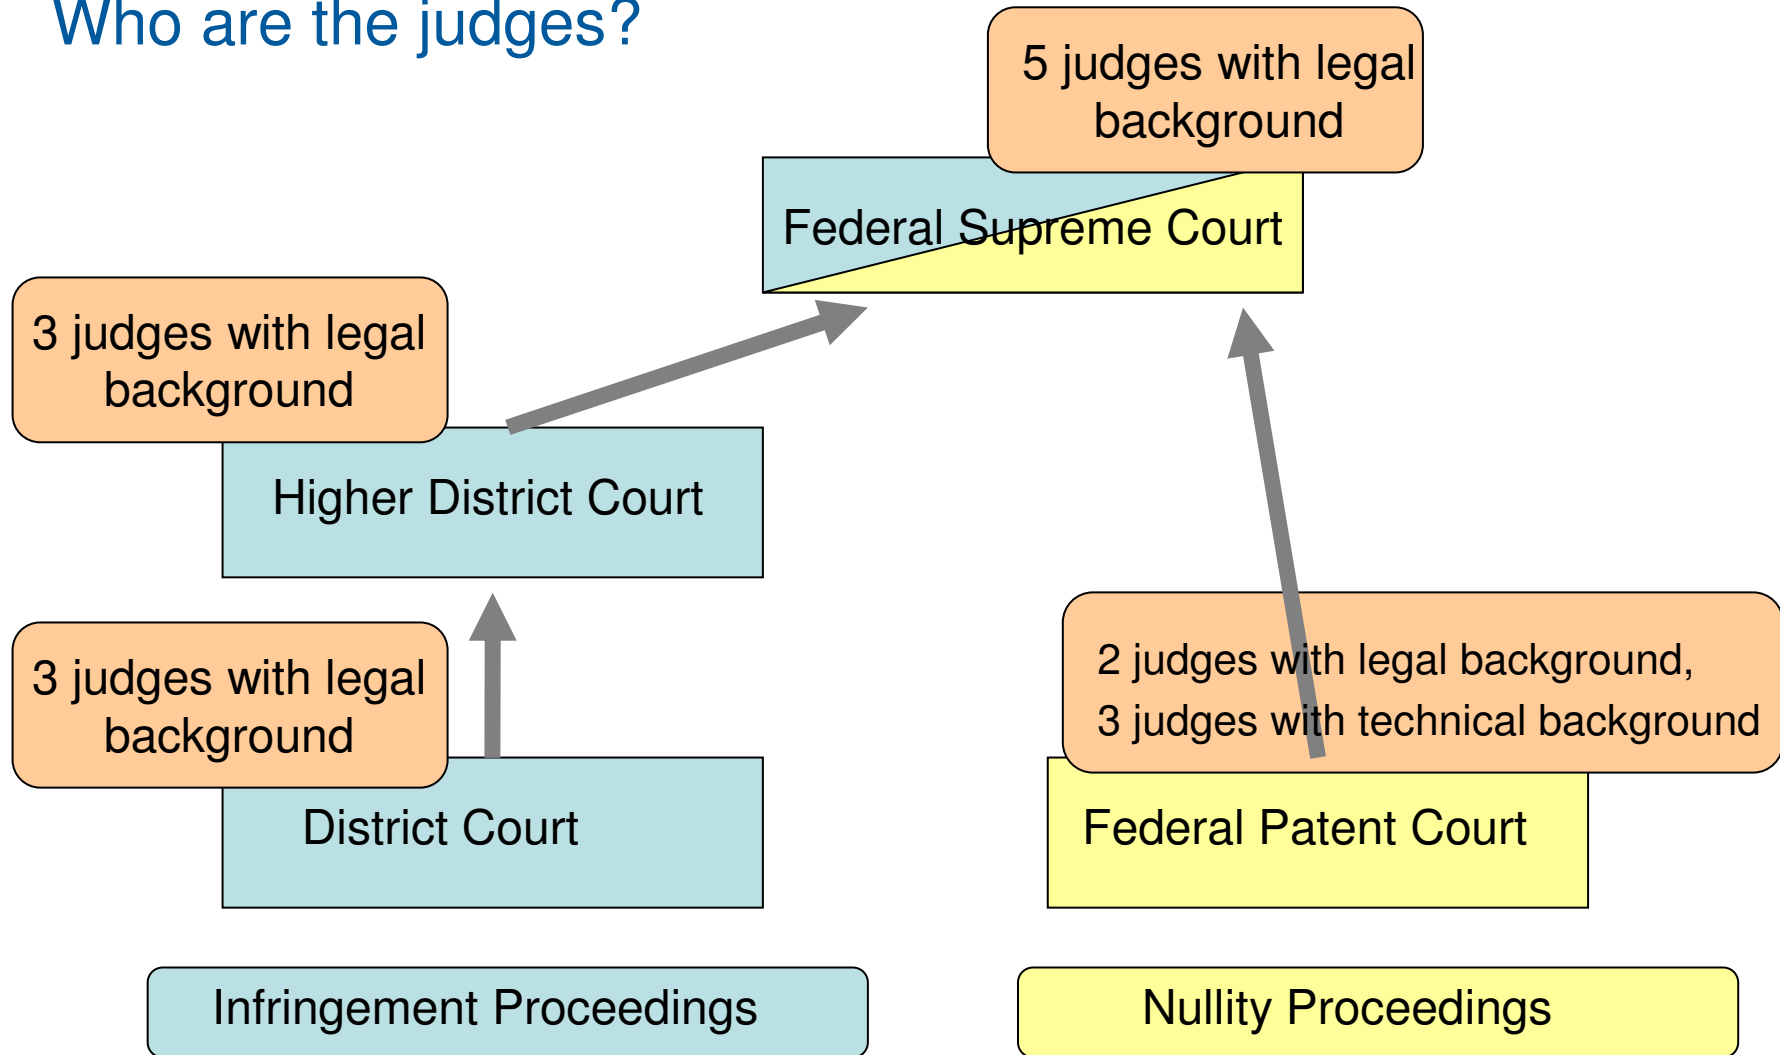 Who are the judges?
5 judges with legal
background
Federal Supreme Court
3 judges with legal
background
Higher District Court
3 judges with legal
background
District Court
2 judges with legal background,
3 judges with technical background
Federal Patent Court
Infringement Proceedings
Nullity Proceedings